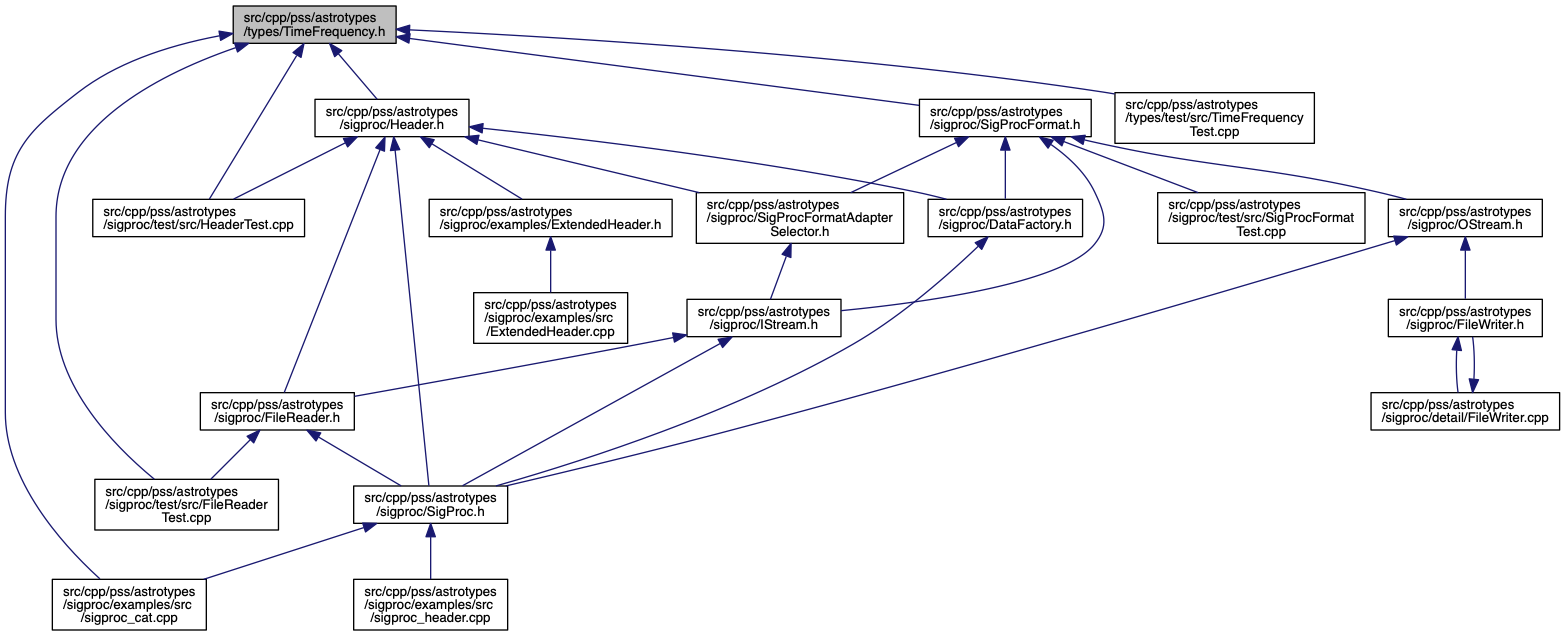 src/cpp/pss/astrotypes
/types/TimeFrequency.h
src/cpp/pss/astrotypes
/sigproc/Header.h
src/cpp/pss/astrotypes
/sigproc/SigProcFormat.h
src/cpp/pss/astrotypes
/types/test/src/TimeFrequency
Test.cpp
src/cpp/pss/astrotypes
/sigproc/test/src/HeaderTest.cpp
src/cpp/pss/astrotypes
/sigproc/examples/ExtendedHeader.h
src/cpp/pss/astrotypes
/sigproc/SigProcFormatAdapter
Selector.h
src/cpp/pss/astrotypes
/sigproc/DataFactory.h
src/cpp/pss/astrotypes
/sigproc/test/src/SigProcFormat
Test.cpp
src/cpp/pss/astrotypes
/sigproc/OStream.h
src/cpp/pss/astrotypes
/sigproc/examples/src
/ExtendedHeader.cpp
src/cpp/pss/astrotypes
/sigproc/IStream.h
src/cpp/pss/astrotypes
/sigproc/FileWriter.h
src/cpp/pss/astrotypes
/sigproc/FileReader.h
src/cpp/pss/astrotypes
/sigproc/detail/FileWriter.cpp
src/cpp/pss/astrotypes
/sigproc/test/src/FileReader
Test.cpp
src/cpp/pss/astrotypes
/sigproc/SigProc.h
src/cpp/pss/astrotypes
/sigproc/examples/src
/sigproc_cat.cpp
src/cpp/pss/astrotypes
/sigproc/examples/src
/sigproc_header.cpp